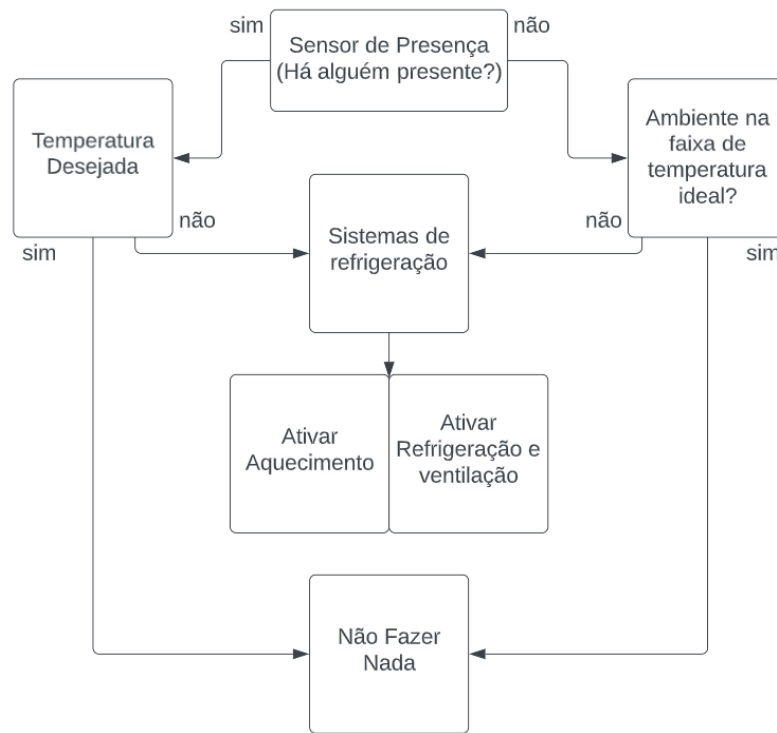 sim
não
Sensor de Presença
(Há alguém presente?)
Temperatura
Desejada
Ambiente na
faixa de
temperatura
ideal?
não
sim
Sistemas de
refrigeração
não
sim
Ativar
Aquecimento
Ativar
Refrigeração e
ventilação
Não Fazer
Nada